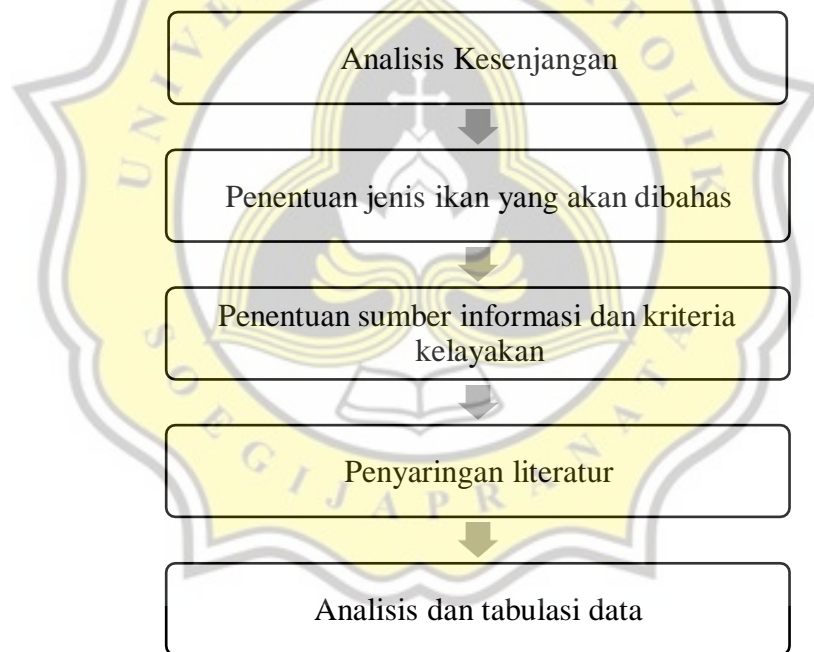 Analisis Kesenjangan
Penentuan jenis ikan yang akan dibahas
Penentuan sumber informasi dan kriteria
kelayakan
Penyaringan literatur
Analisis dan tabulasi data
SOEGIJAPRANATA